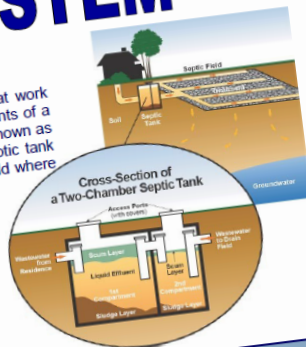 STEM
at work
nts of a
nown as
ptic tank
ld where
Septic Field
Soil
Septic
Tank
Groundwater
Cross-Section of
a Two-Chamber Septic Tank
Access Ports
(with covers)
Wastewater
from
Residence
Scum Layer
Liquid Effluent
1st
Compartment
Sludge Layer
Scum
Layer
2nd
Compartment
Sludge Layer
Wastewater
to Drain
Field